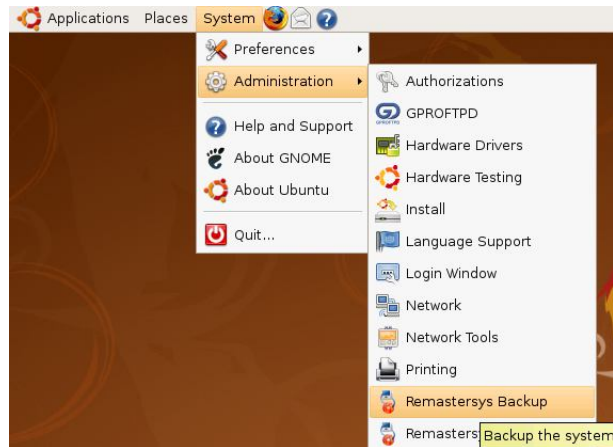 Applications Places System
Preferences
Administration
Help and Support
About GNOME
About Ubuntu
Quit...
Authorizations
GPROFTPD
Hardware Drivers
Hardware Testing
Install
Language Support
Login Window
Network
Network Tools
Printing
Remastersys Backup
Remasters
Backup the system